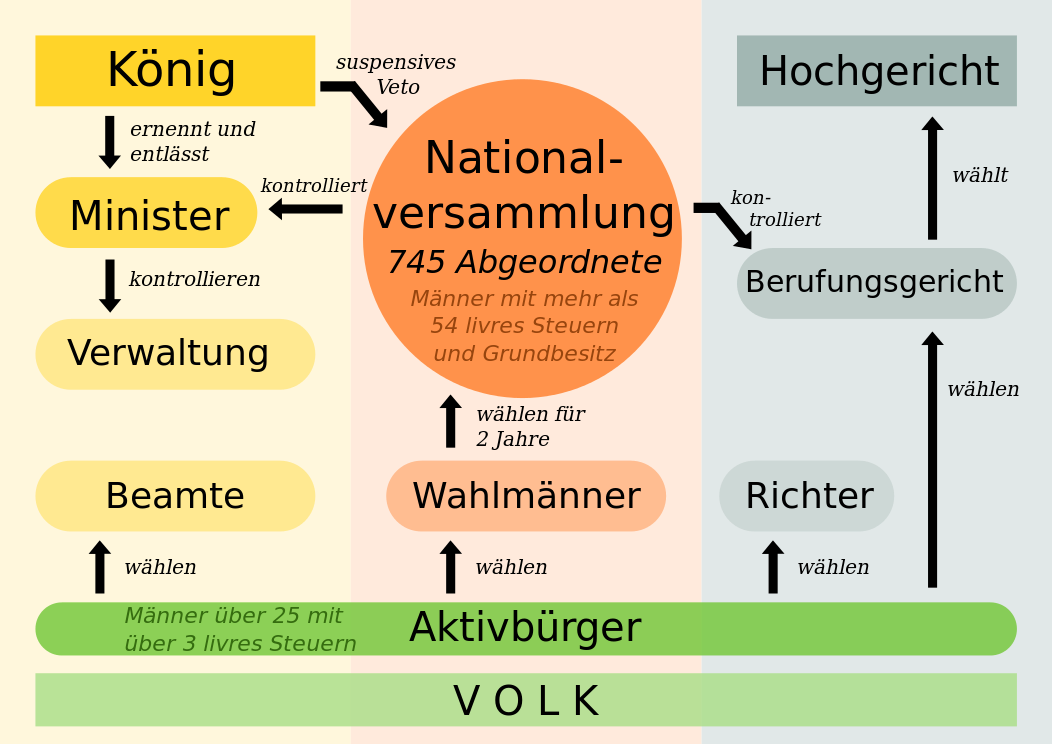 König
suspensives
Veto
Hochgericht
ernennt und
entlässt
National-
versammlung
745 Abgeordnete
Männer mit mehr als
54 livres Steuern
und Grundbesitz
kontrolliert
Minister
kon-
trolliert
wählt
kontrollieren
Berufungsgericht
Verwaltung
wählen
wählen für
2 Jahre
Beamte
Wahlmänner
Richter
wählen
wählen
wählen
Männer über 25 mit
über 3 livres Steuern
Aktivbürger
VOLK